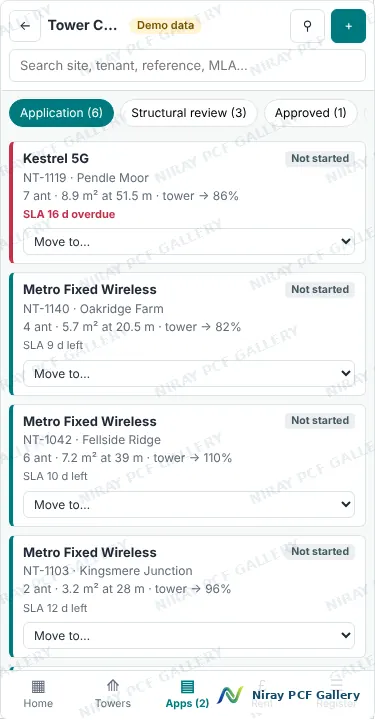 ← Tower C... Demo data +
Search site, tenant, reference, MLA...
Application (6) Structural review (3) Approved (1)
Kestrel 5G Not started
NT-1119 · Pendle Moor
7 ant · 8.9 m² at 51.5 m · tower → 86%
SLA 16 d overdue
Move to...
Metro Fixed Wireless Not started
NT-1140 · Oakridge Farm
4 ant · 5.7 m² at 20.5 m · tower → 82%
SLA 9 d left
Move to...
Metro Fixed Wireless Not started
NT-1042 · Fellside Ridge
6 ant · 7.2 m² at 39 m · tower → 110%
SLA 10 d left
Move to...
Metro Fixed Wireless Not started
NT-1103 · Kingsmere Junction
2 ant · 3.2 m² at 28 m · tower → 96%
SLA 12 d left
Move to...
Home Towers Apps (2) Rent Register
Niray PCF Gallery
NIRAY PCF GALLERY